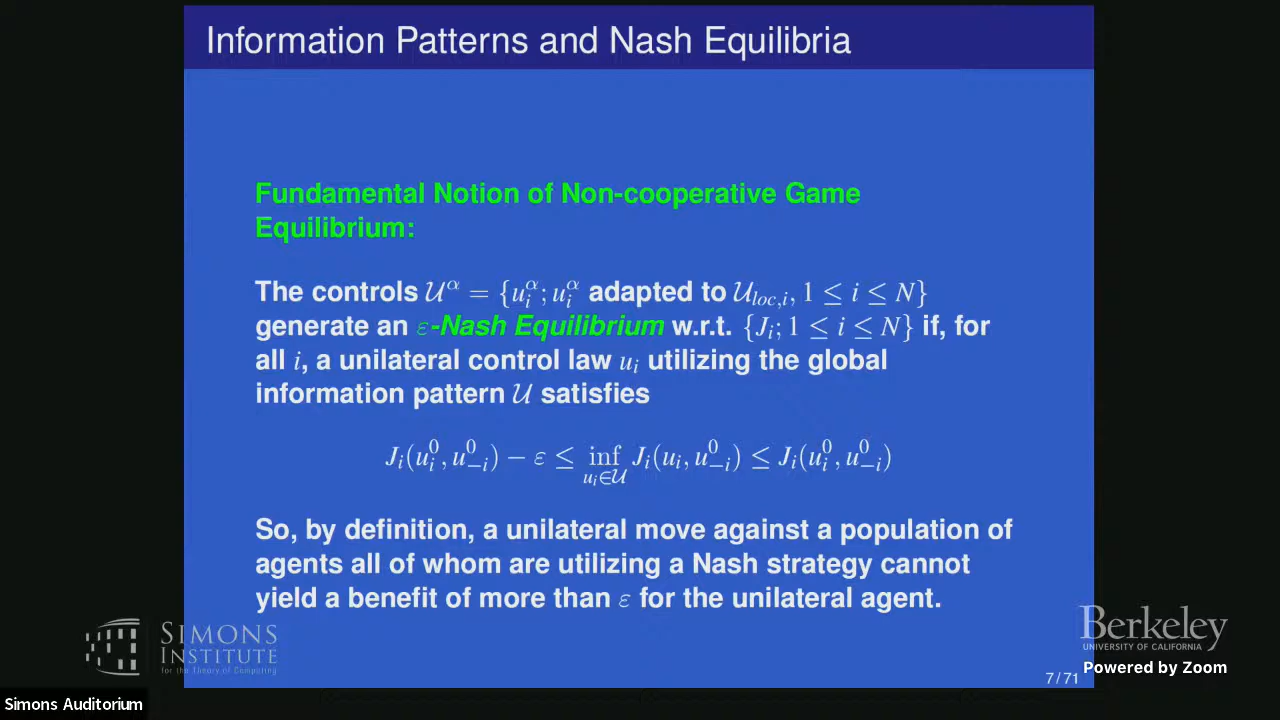 Information Patterns and Nash Equilibria
Fundamental Notion of Non-cooperative Game
Equilibrium:
The controls 𝒰^α = {u_i^α; u_i^α adapted to 𝒰_{loc,i}, 1 ≤ i ≤ N}
generate an ε-Nash Equilibrium w.r.t. {J_i; 1 ≤ i ≤ N} if, for
all i, a unilateral control law u_i utilizing the global
information pattern 𝒰 satisfies
J_i(u_i^0, u_{-i}^0) − ε ≤ inf_{u_i∈𝒰} J_i(u_i, u_{-i}^0) ≤ J_i(u_i^0, u_{-i}^0)
So, by definition, a unilateral move against a population of
agents all of whom are utilizing a Nash strategy cannot
yield a benefit of more than ε for the unilateral agent.
SIMONS
INSTITUTE
for the Theory of Computing
Berkeley
UNIVERSITY OF CALIFORNIA
Powered by Zoom
7 / 71
Simons Auditorium